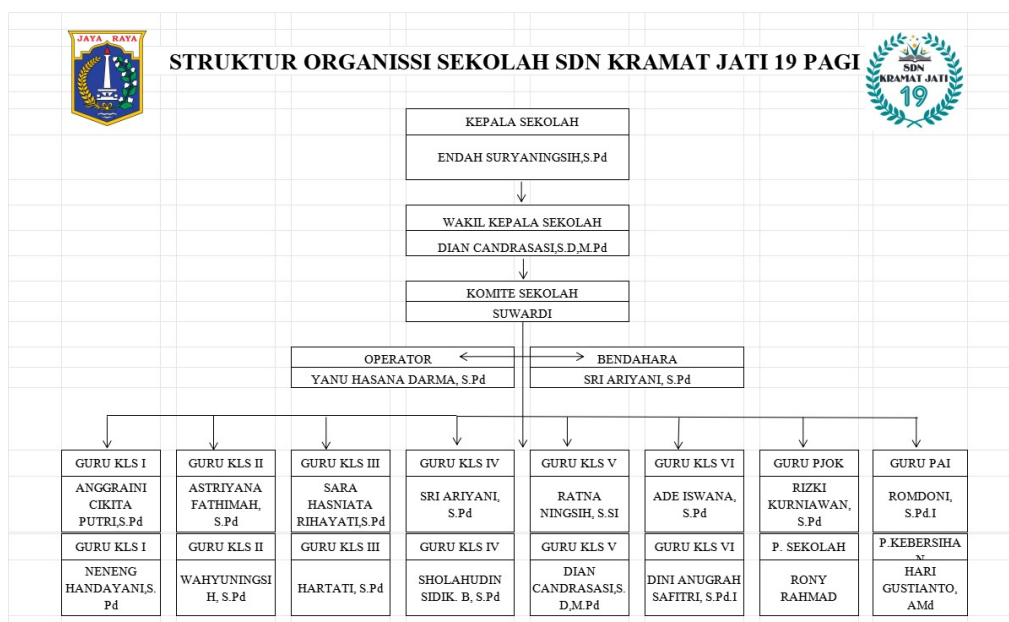 JAYA RAYA
STRUKTUR ORGANISSI SEKOLAH SDN KRAMAT JATI 19 PAGI
SDN
KRAMAT JATI
19
KEPALA SEKOLAH
ENDAH SURYANINGSIH,S.Pd
WAKIL KEPALA SEKOLAH
DIAN CANDRASASI,S.D,M.Pd
KOMITE SEKOLAH
SUWARDI
OPERATOR
YANU HASANA DARMA, S.Pd
BENDAHARA
SRI ARIYANI, S.Pd
GURU KLS I
ANGGRAINI
CIKITA
PUTRI,S.Pd
GURU KLS II
ASTRIYANA
FATHIMAH,
S.Pd
GURU KLS III
SARA
HASNIATA
RIHAYATI,S.Pd
GURU KLS IV
SRI ARIYANI,
S.Pd
GURU KLS V
RATNA
NINGSIH, S.SI
GURU KLS VI
ADE ISWANA,
S.Pd
GURU PJOK
RIZKI
KURNIAWAN,
S.Pd
GURU PAI
ROMDONI,
S.Pd.I
GURU KLS I
NENENG
HANDAYANI,S.
Pd
GURU KLS II
WAHYUNINGSI
H, S.Pd
GURU KLS III
HARTATI, S.Pd
GURU KLS IV
SHOLAHUDIN
SIDIK. B, S.Pd
GURU KLS V
DIAN
CANDRASASI,S.
D,M.Pd
GURU KLS VI
DINI ANUGRAH
SAFITRI, S.Pd.I
P. SEKOLAH
RONY
RAHMAD
P.KEBERSIHA
N
HARI
GUSTIANTO,
AMd